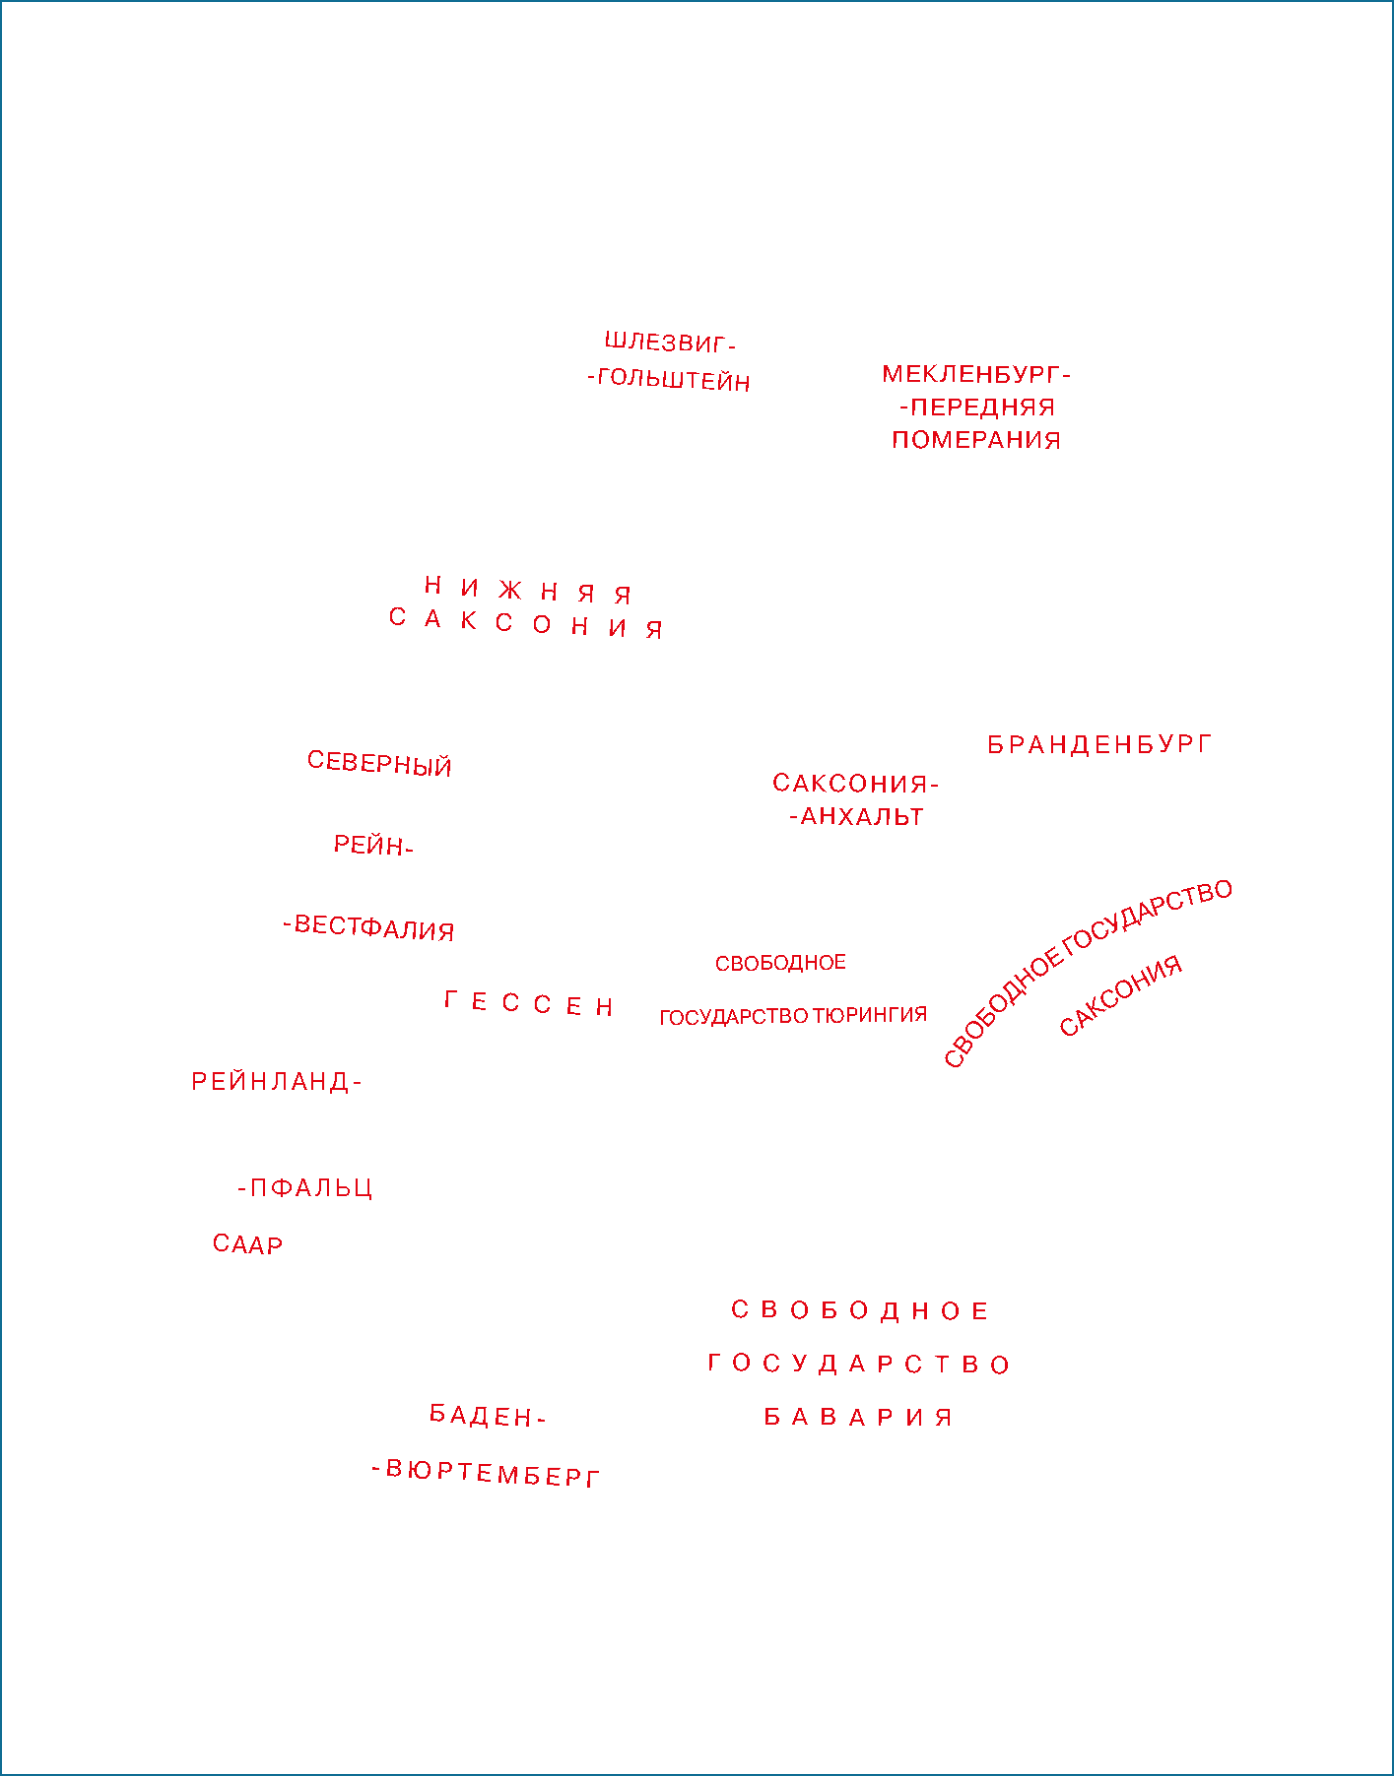 ШЛЕЗВИГ-
-ГОЛЬШТЕЙН
МЕКЛЕНБУРГ-
-ПЕРЕДНЯЯ
ПОМЕРАНИЯ
НИЖНЯЯ
САКСОНИЯ
БРАНДЕНБУРГ
САКСОНИЯ-
-АНХАЛЬТ
СЕВЕРНЫЙ
РЕЙН-
-ВЕСТФАЛИЯ
СВОБОДНОЕ ГОСУДАРСТВО
САКСОНИЯ
СВОБОДНОЕ
ГОСУДАРСТВО ТЮРИНГИЯ
ГЕССЕН
РЕЙНЛАНД-
-ПФАЛЬЦ
СААР
СВОБОДНОЕ
ГОСУДАРСТВО
БАВАРИЯ
БАДЕН-
-ВЮРТЕМБЕРГ